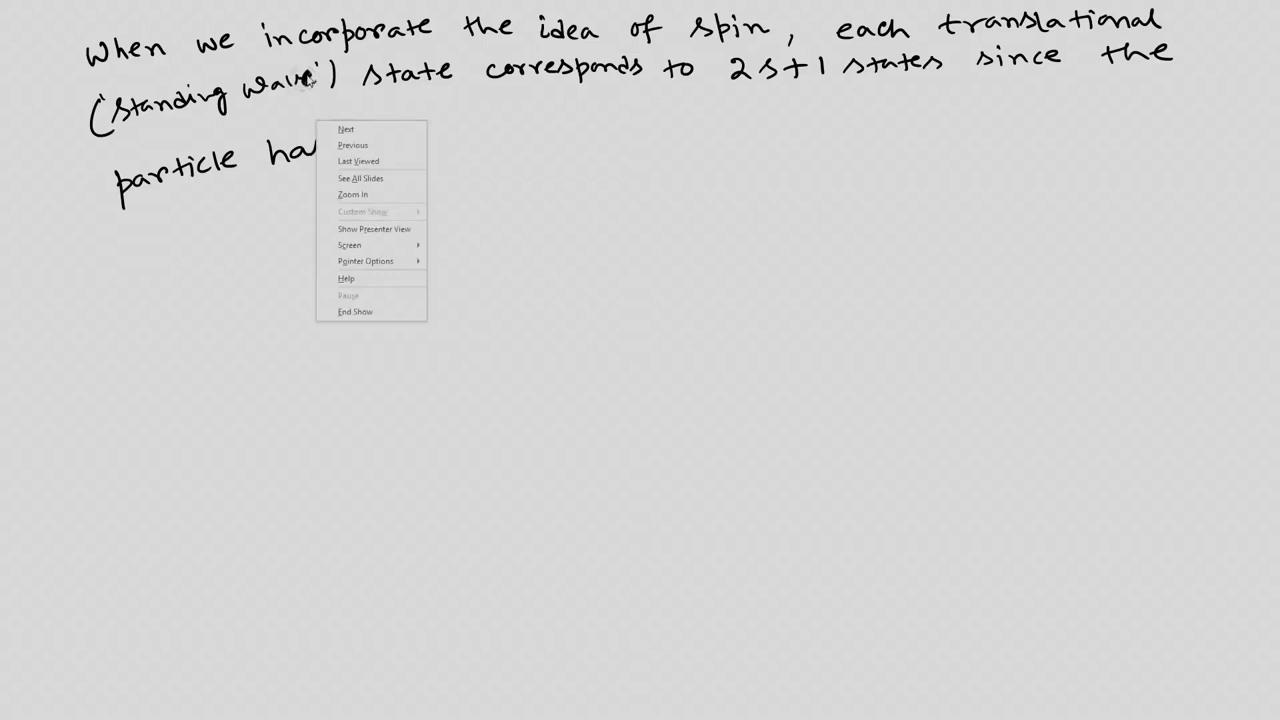 When we incorporate the idea of spin, each translational
('standing wave') state corresponds to 2s+1 states since the
particle ha
Next
Previous
Last Viewed
See All Slides
Zoom In
Custom Show
Show Presenter View
Screen
Pointer Options
Help
Pause
End Show